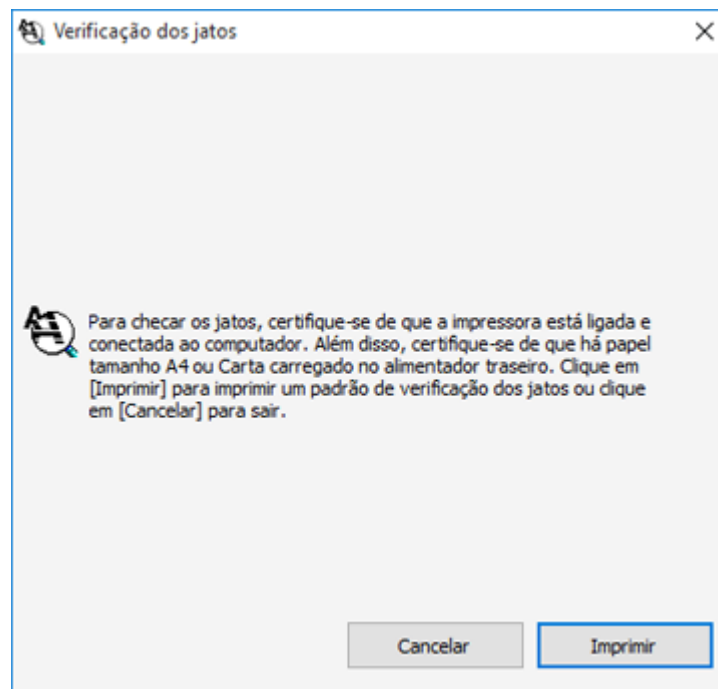 Verificação dos jatos
Para checar os jatos, certifique-se de que a impressora está ligada e
conectada ao computador. Além disso, certifique-se de que há papel
tamanho A4 ou Carta carregado no alimentador traseiro. Clique em
[Imprimir] para imprimir um padrão de verificação dos jatos ou clique
em [Cancelar] para sair.
Cancelar
Imprimir